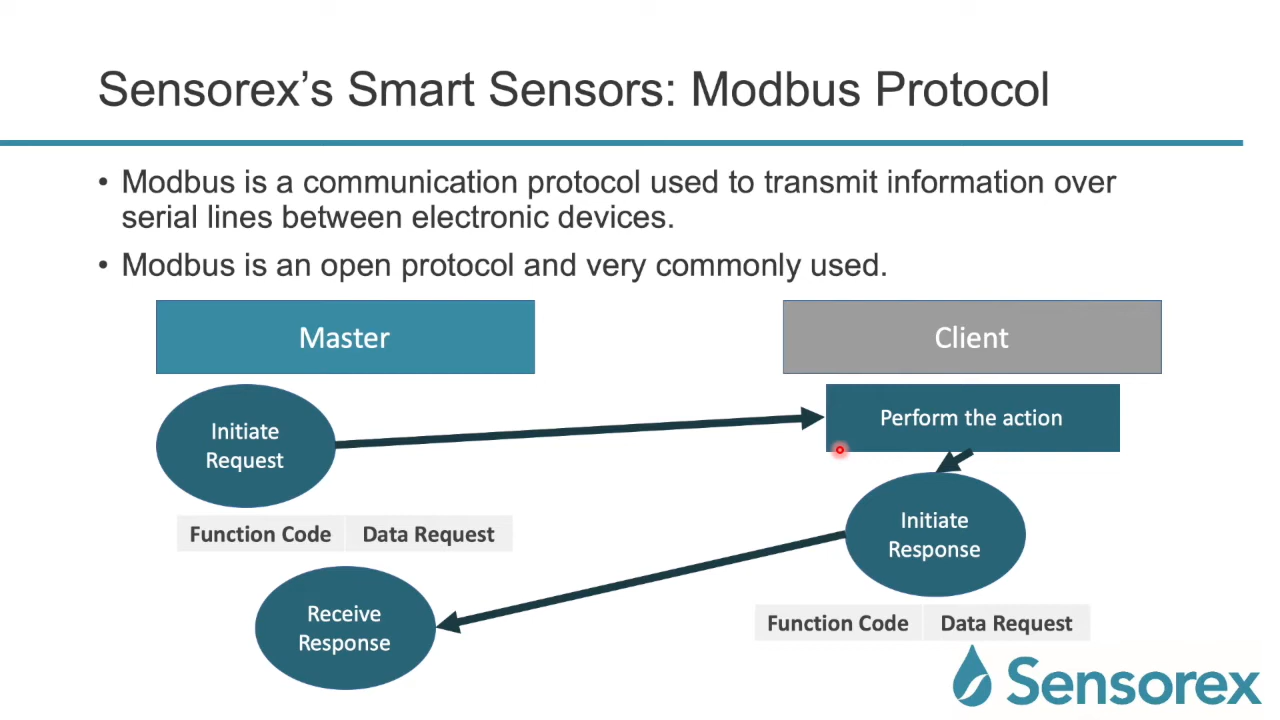 Sensorex’s Smart Sensors: Modbus Protocol
• Modbus is a communication protocol used to transmit information over
serial lines between electronic devices.
• Modbus is an open protocol and very commonly used.
Master
Client
Initiate
Request
Perform the action
Function Code
Data Request
Initiate
Response
Receive
Response
Function Code
Data Request
Sensorex